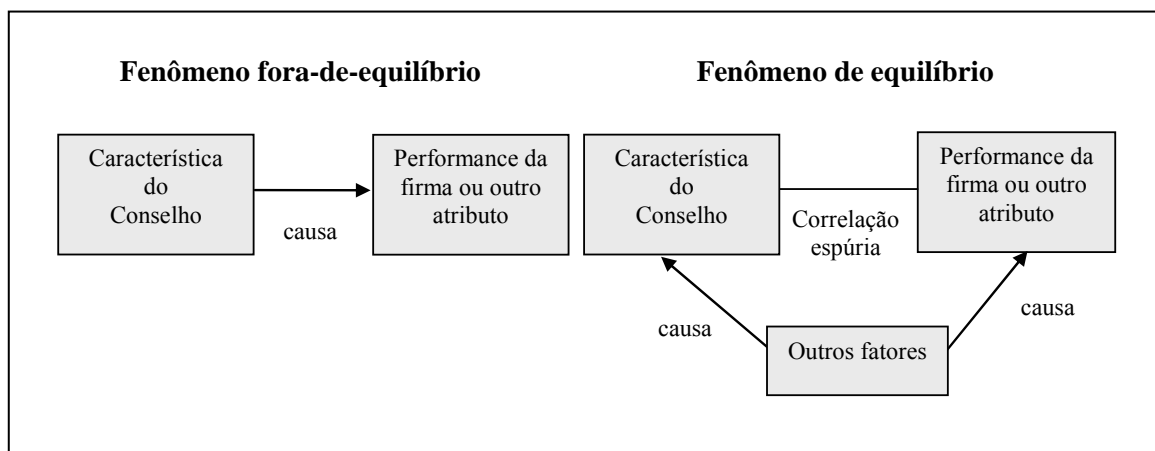 Fenômeno fora-de-equilíbrio
Característica
do
Conselho
causa
Performance da
firma ou outro
atributo
Fenômeno de equilíbrio
Característica
do
Conselho
Correlação
espúria
Performance da
firma ou outro
atributo
causa
Outros fatores
causa